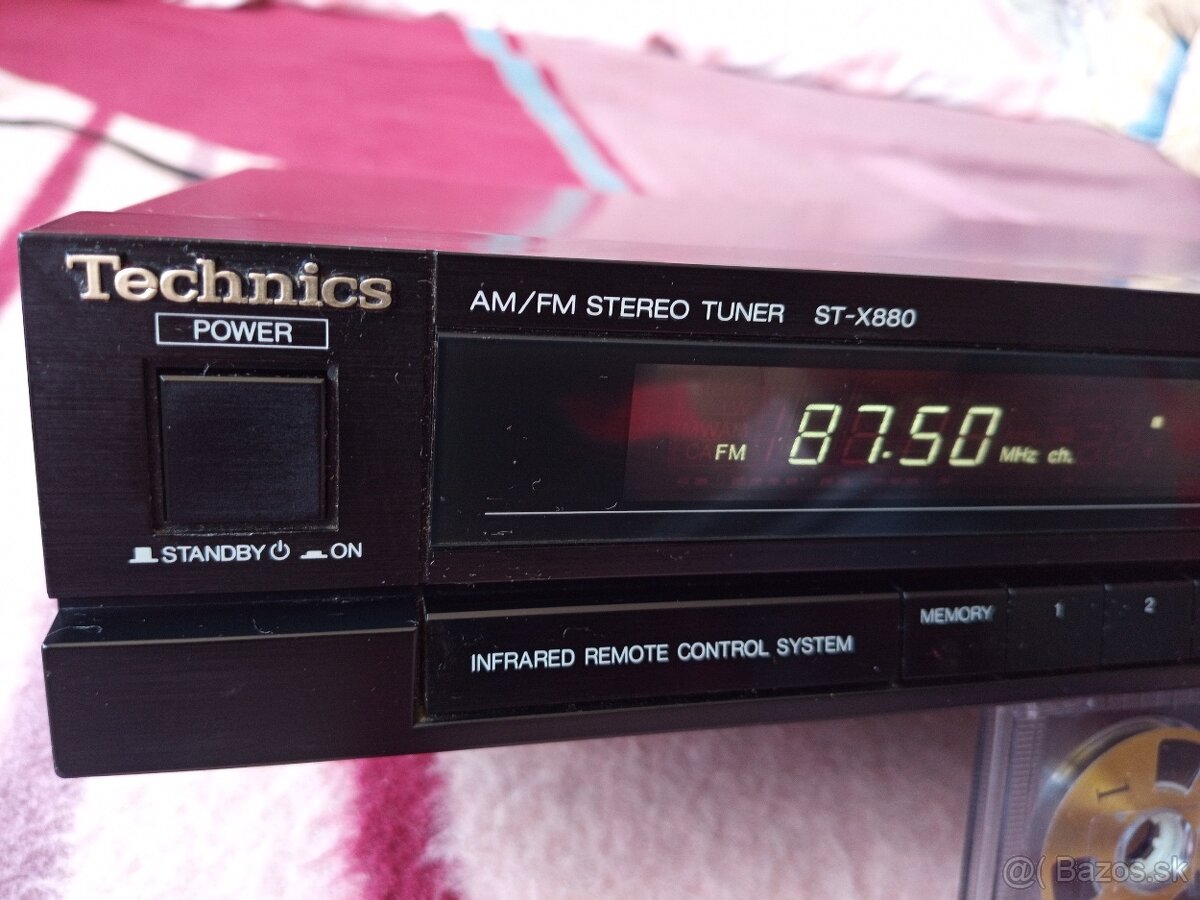 Technics
POWER
STANDBY ON
AM/FM STEREO TUNER ST-X880
FM 87.50 MHz ch.
INFRARED REMOTE CONTROL SYSTEM
MEMORY 1 2
1
@( Bazos.sk